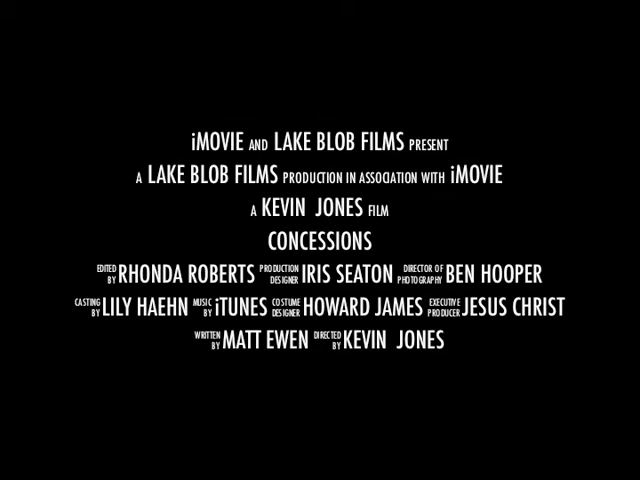 iMOVIE AND LAKE BLOB FILMS PRESENT
A LAKE BLOB FILMS PRODUCTION IN ASSOCIATION WITH iMOVIE
A KEVIN JONES FILM
CONCESSIONS
EDITED BY RHONDA ROBERTS PRODUCTION DESIGNER IRIS SEATON DIRECTOR OF PHOTOGRAPHY BEN HOOPER
CASTING BY LILY HAEHN MUSIC BY iTUNES COSTUME DESIGNER HOWARD JAMES EXECUTIVE PRODUCER JESUS CHRIST
WRITTEN BY MATT EWEN DIRECTED BY KEVIN JONES